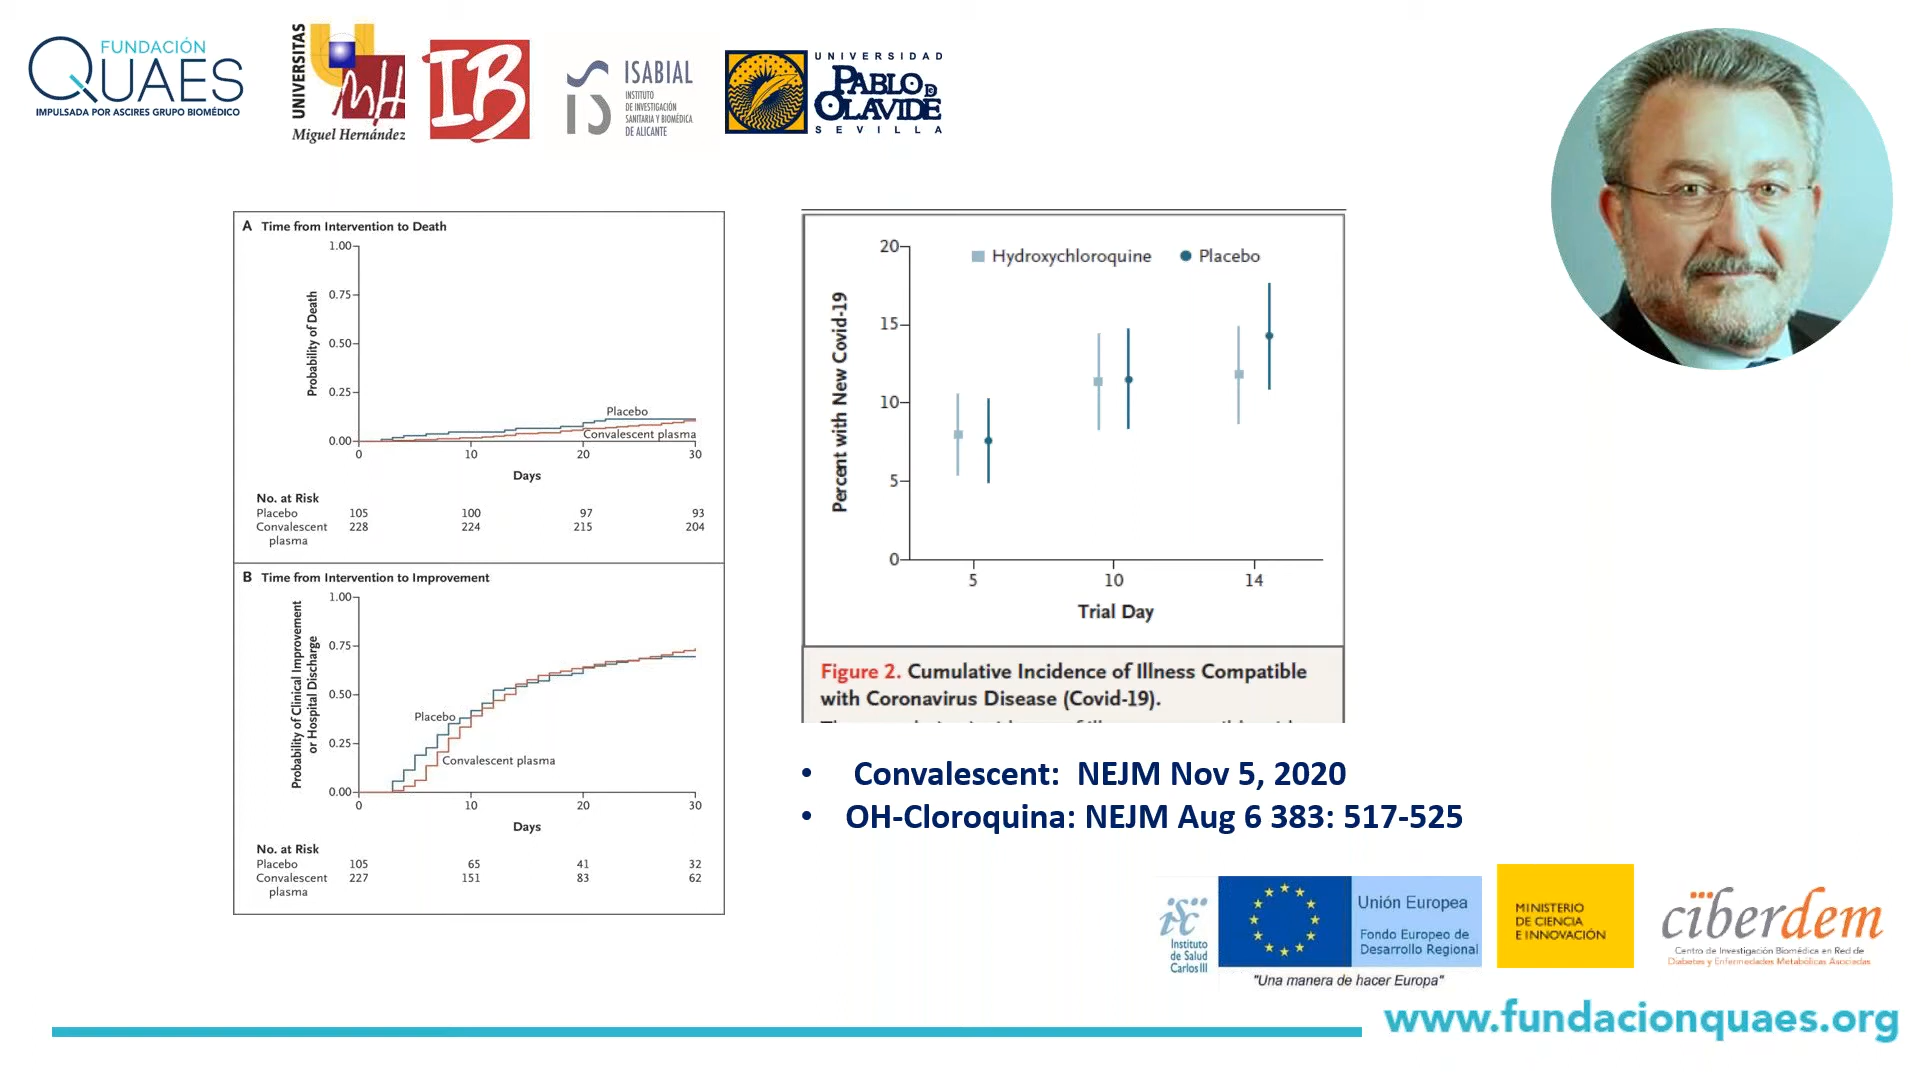 FUNDACIÓN
QUAES
IMPULSADA POR ASCIRES GRUPO BIOMÉDICO
UNIVERSITAS
Miguel Hernández
IB
ISABIAL
INSTITUTO
DE INVESTIGACIÓN
SANITARIA Y BIOMÉDICA
DE ALICANTE
UNIVERSIDAD
PABLO DE
OLAVIDE
SEVILLA
A Time from Intervention to Death
Probability of Death
1.00
0.75
0.50
0.25
0.00
Placebo
Convalescent plasma
0 10 20 30
Days
No. at Risk
Placebo 105 100 97 93
Convalescent 228 224 215 204
plasma
B Time from Intervention to Improvement
Probability of Clinical Improvement
or Hospital Discharge
1.00
0.75
0.50
0.25
0.00
Placebo
Convalescent plasma
0 10 20 30
Days
No. at Risk
Placebo 105 65 41 32
Convalescent 227 151 83 62
plasma
Hydroxychloroquine Placebo
Percent with New Covid-19
20
15
10
5
0
5 10 14
Trial Day
Figure 2. Cumulative Incidence of Illness Compatible
with Coronavirus Disease (Covid-19).
• Convalescent: NEJM Nov 5, 2020
• OH-Cloroquina: NEJM Aug 6 383: 517-525
isc
Instituto
de Salud
Carlos III
Unión Europea
Fondo Europeo de
Desarrollo Regional
"Una manera de hacer Europa"
MINISTERIO
DE CIENCIA
E INNOVACIÓN
ciberdem
Centro de Investigación Biomédica en Red de
Diabetes y Enfermedades Metabólicas Asociadas
www.fundacionquaes.org